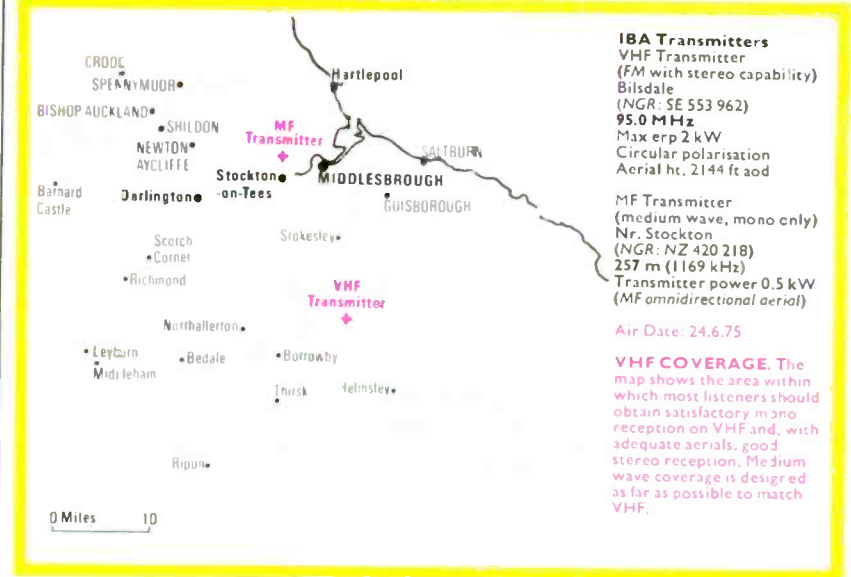 CROOK
SPENNYMOOR
BISHOP AUCKLAND
SHILDON
NEWTON
AYCLIFFE
Barnard
Castle
Darlington
Hartlepool
MF
Transmitter
Stockton
-on-Tees
MIDDLESBROUGH
SALTBURN
GUISBOROUGH
Scotch
Corner
Richmond
Stokesley
VHF
Transmitter
Northallerton
Leyburn
Middleham
Bedale
Borrowby
Thirsk
Helmsley
Ripon
0 Miles 10
IBA Transmitters
VHF Transmitter
(FM with stereo capability)
Bilsdale
(NGR: SE 553 962)
95.0 MHz
Max erp 2 kW
Circular polarisation
Aerial ht. 2144 ft aod
MF Transmitter
(medium wave, mono only)
Nr. Stockton
(NGR: NZ 420 218)
257 m (1169 kHz)
Transmitter power 0.5 kW
(MF omnidirectional aerial)
Air Date: 24.6.75
VHF COVERAGE. The
map shows the area within
which most listeners should
obtain satisfactory mono
reception on VHF and, with
adequate aerials, good
stereo reception. Medium
wave coverage is designed
as far as possible to match
VHF.